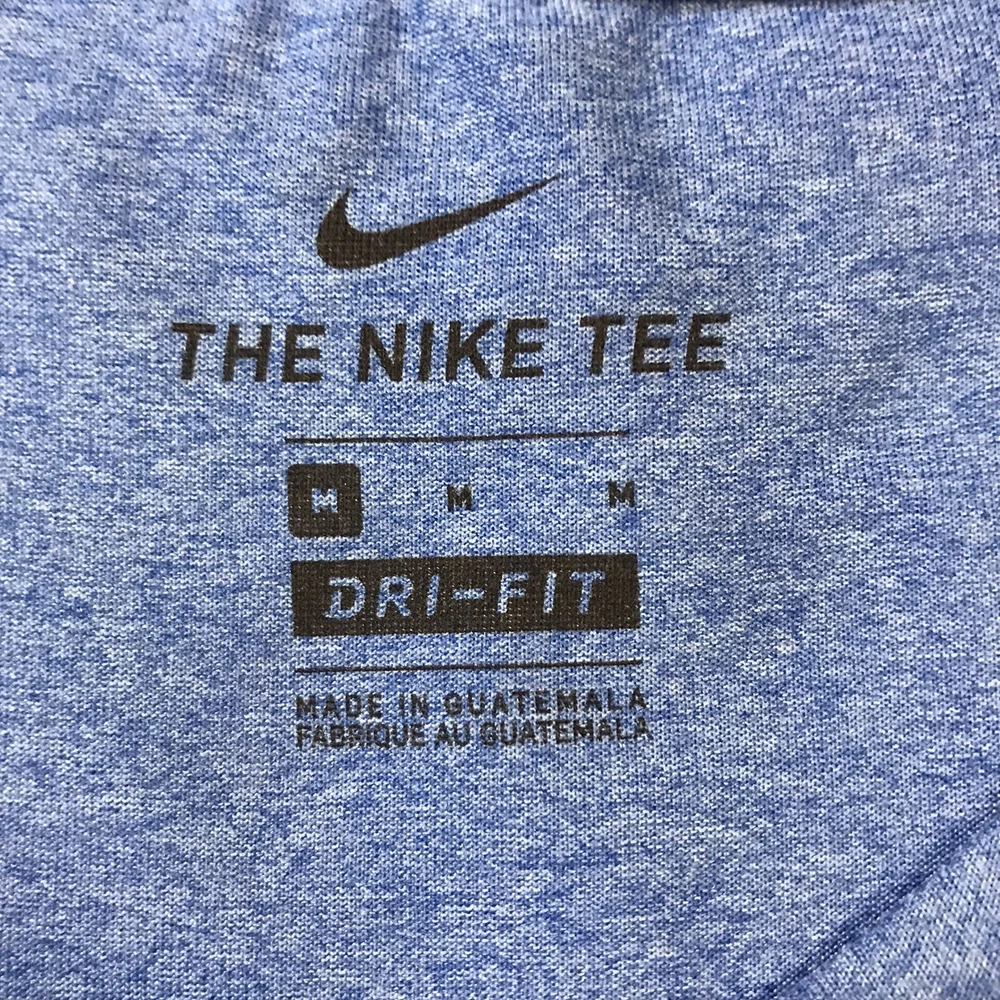 THE NIKE TEE
M M M
DRI-FIT
MADE IN GUATEMALA
FABRIQUE AU GUATEMALA